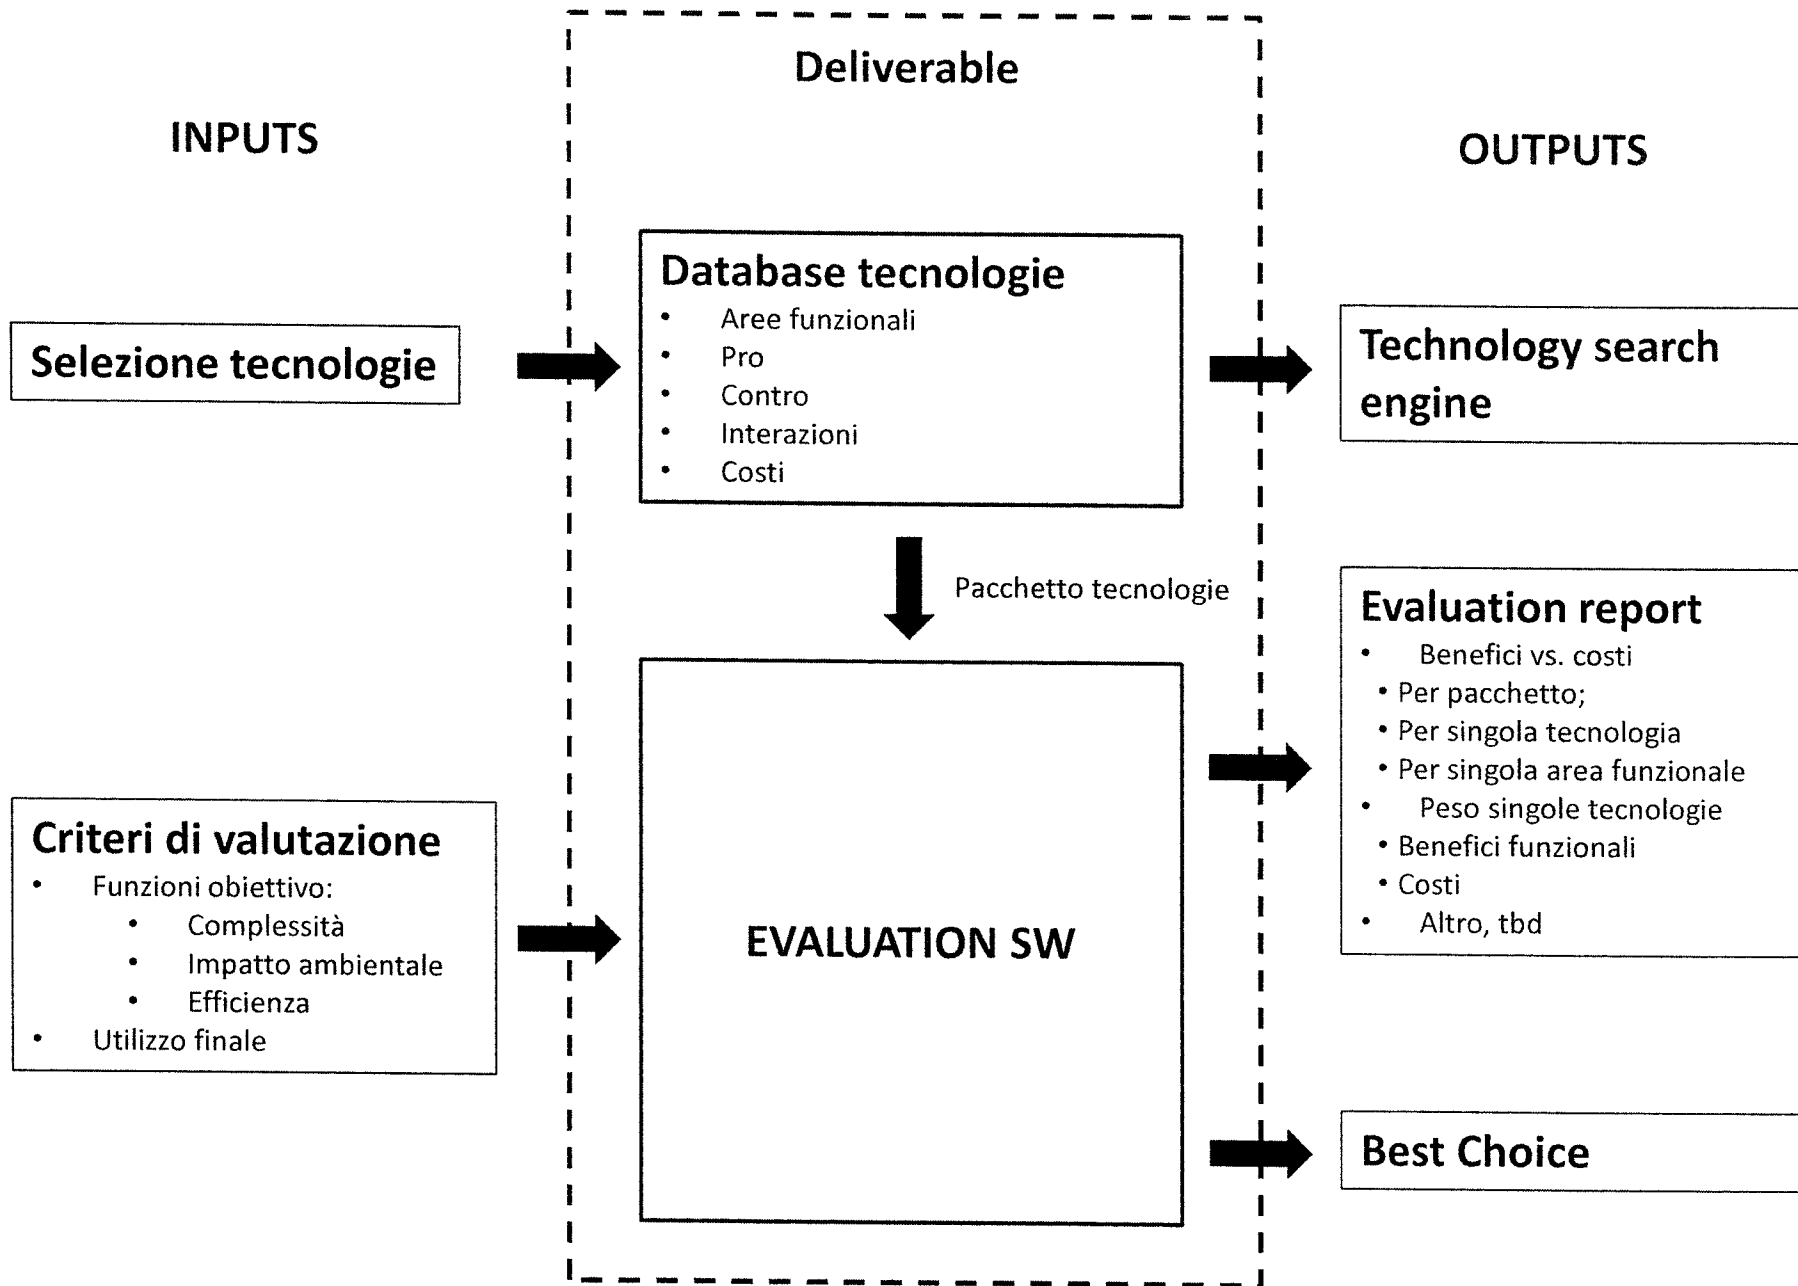 Deliverable
INPUTS
OUTPUTS
Selezione tecnologie
Database tecnologie
• Aree funzionali
• Pro
• Contro
• Interazioni
• Costi
Technology search
engine
Pacchetto tecnologie
Criteri di valutazione
• Funzioni obiettivo:
• Complessità
• Impatto ambientale
• Efficienza
• Utilizzo finale
EVALUATION SW
Evaluation report
• Benefici vs. costi
• Per pacchetto;
• Per singola tecnologia
• Per singola area funzionale
• Peso singole tecnologie
• Benefici funzionali
• Costi
• Altro, tbd
Best Choice